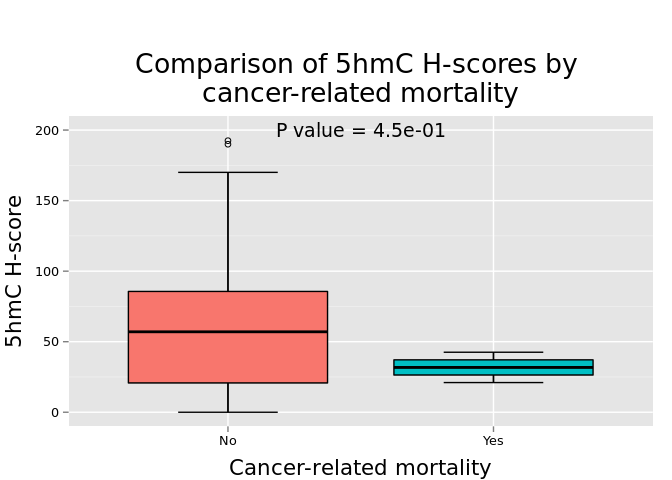 Comparison of 5hmC H-scores by
cancer-related mortality
P value = 4.5e-01
200
150
100
50
0
5hmC H-score
No
Yes
Cancer-related mortality